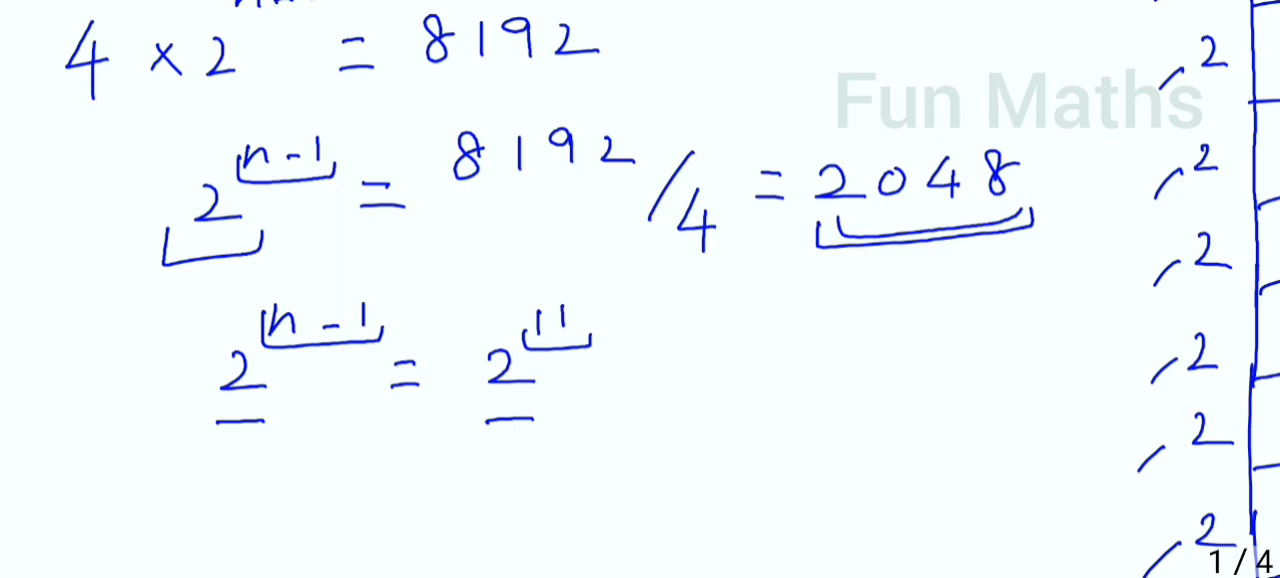 4 × 2 = 8192
Fun Maths
2^(n-1) = 8192/4 = 2048
2^(n-1) = 2^11
2
2
2
2
2
2
1 / 4